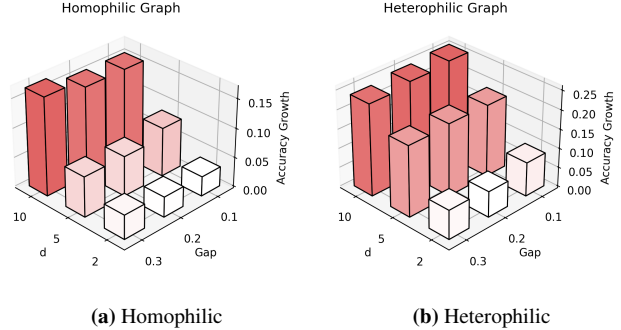 Homophilic Graph
Heterophilic Graph
0.15
0.10
0.05
0.00
Accuracy Growth
10
5
2
d
0.3
0.2
0.1
Gap
0.25
0.20
0.15
0.10
0.05
0.00
Accuracy Growth
10
5
2
d
0.3
0.2
0.1
Gap
(a) Homophilic
(b) Heterophilic